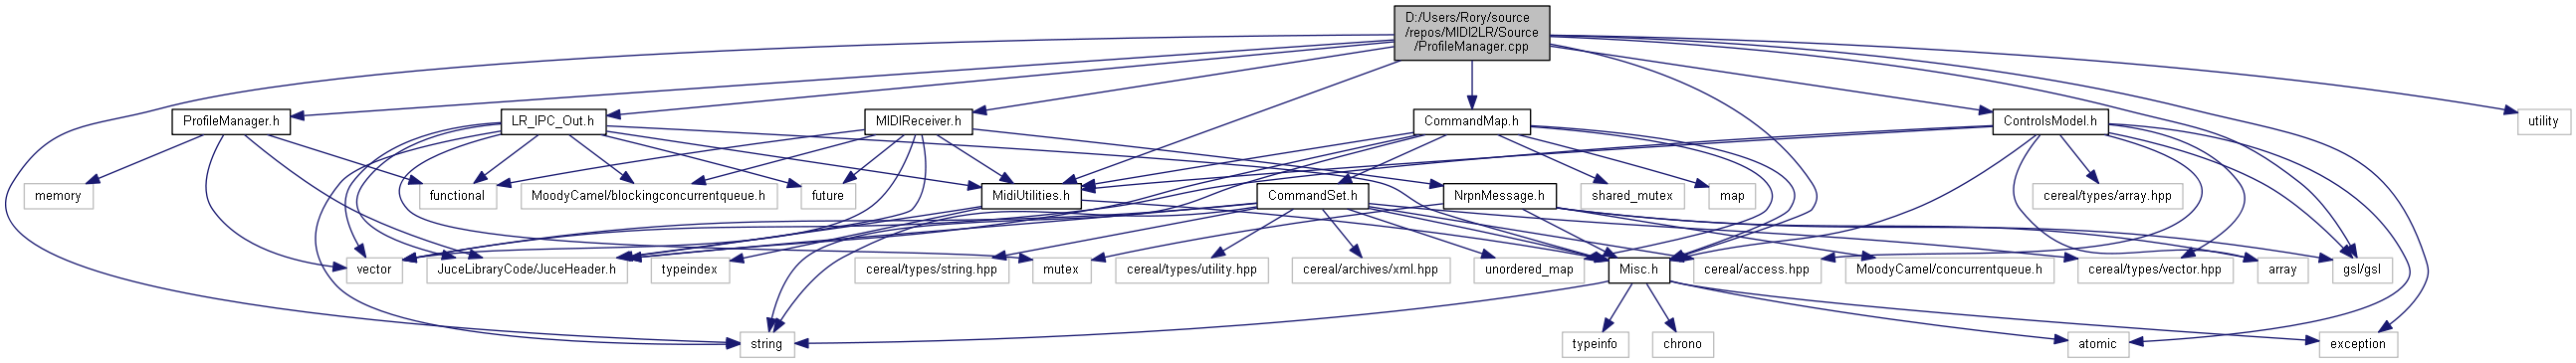 D:/Users/Rory/source
/repos/MIDI2LR/Source
/ProfileManager.cpp
ProfileManager.h
LR_IPC_Out.h
MIDIReceiver.h
CommandMap.h
ControlsModel.h
utility
memory
functional
MoodyCamel/blockingconcurrentqueue.h
future
MidiUtilities.h
CommandSet.h
NrpnMessage.h
shared_mutex
map
cereal/types/array.hpp
vector
JuceLibraryCode/JuceHeader.h
typeindex
cereal/types/string.hpp
mutex
cereal/types/utility.hpp
cereal/archives/xml.hpp
unordered_map
Misc.h
cereal/access.hpp
MoodyCamel/concurrentqueue.h
cereal/types/vector.hpp
array
gsl/gsl
string
typeinfo
chrono
atomic
exception